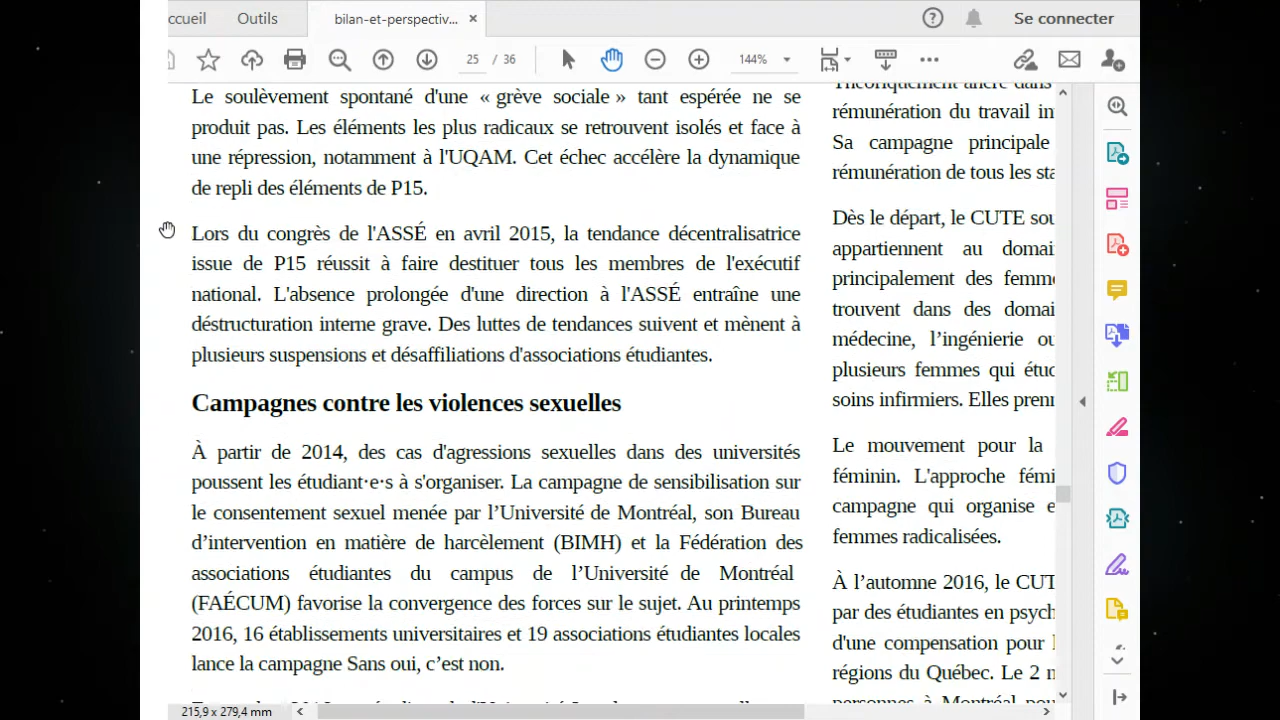 ccueil
Outils
bilan-et-perspectiv... ×
Se connecter
25 / 36
144%
Le soulèvement spontané d'une « grève sociale » tant espérée ne se
produit pas. Les éléments les plus radicaux se retrouvent isolés et face à
une répression, notamment à l'UQAM. Cet échec accélère la dynamique
de repli des éléments de P15.
Lors du congrès de l'ASSÉ en avril 2015, la tendance décentralisatrice
issue de P15 réussit à faire destituer tous les membres de l'exécutif
national. L'absence prolongée d'une direction à l'ASSÉ entraîne une
déstructuration interne grave. Des luttes de tendances suivent et mènent à
plusieurs suspensions et désaffiliations d'associations étudiantes.
Campagnes contre les violences sexuelles
À partir de 2014, des cas d'agressions sexuelles dans des universités
poussent les étudiant·e·s à s'organiser. La campagne de sensibilisation sur
le consentement sexuel menée par l’Université de Montréal, son Bureau
d’intervention en matière de harcèlement (BIMH) et la Fédération des
associations étudiantes du campus de l’Université de Montréal
(FAÉCUM) favorise la convergence des forces sur le sujet. Au printemps
2016, 16 établissements universitaires et 19 associations étudiantes locales
lance la campagne Sans oui, c’est non.
Théoriquement ancré dans
rémunération du travail in
Sa campagne principale
rémunération de tous les sta
Dès le départ, le CUTE sou
appartiennent au domai
principalement des femme
trouvent dans des domai
médecine, l’ingénierie ou
plusieurs femmes qui étud
soins infirmiers. Elles prenn
Le mouvement pour la
féminin. L'approche fémi
campagne qui organise e
femmes radicalisées.
À l’automne 2016, le CUT
par des étudiantes en psych
d'une compensation pour l
régions du Québec. Le 2 n
215,9 x 279,4 mm